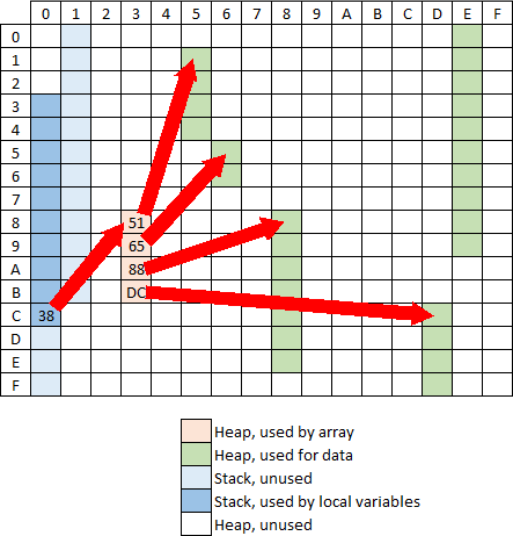 0 1 2 3 4 5 6 7 8 9 A B C D E F
0
1
2
3
4
5
6
7
8 51
9 65
A 88
B DC
C 38
D
E
F
Heap, used by array
Heap, used for data
Stack, unused
Stack, used by local variables
Heap, unused